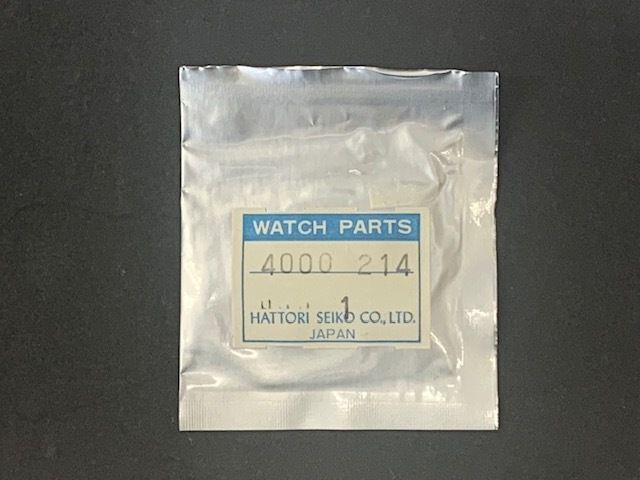 WATCH PARTS
4000 214
1
HATTORI SEIKO CO.,LTD.
JAPAN